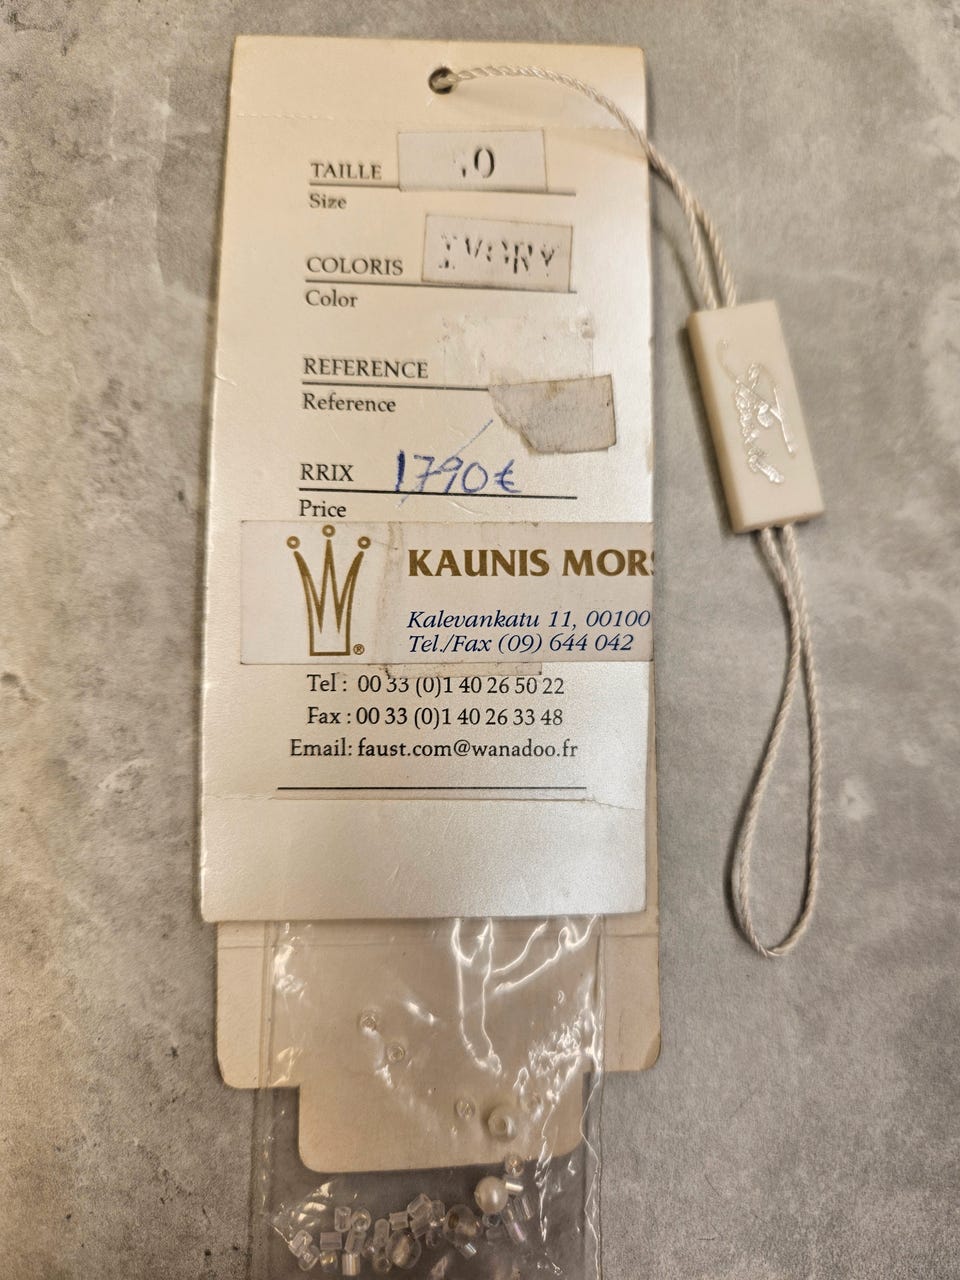 TAILLE
Size
COLORIS IVORY
Color
REFERENCE
Reference
RRIX 1790€
Price
KAUNIS MORS
®
Kalevankatu 11, 00100
Tel./Fax (09) 644 042
Tel : 00 33 (0)1 40 26 50 22
Fax : 00 33 (0)1 40 26 33 48
Email: faust.com@wanadoo.fr